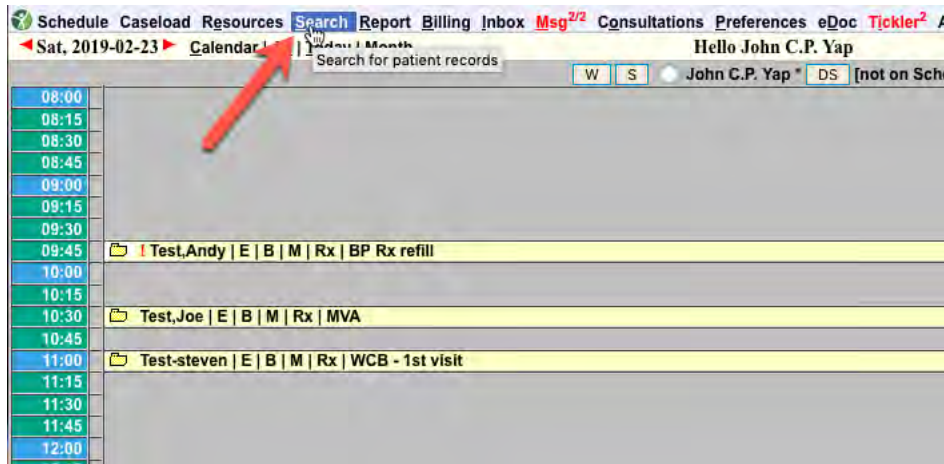 Schedule Caseload Resources Search Report Billing Inbox Msg2/2 Consultations Preferences eDoc Tickler2
Sat, 2019-02-23 Calendar | | Today | Month Hello John C.P. Yap
Search for patient records
W S John C.P. Yap * DS [not on Sche
08:00
08:15
08:30
08:45
09:00
09:15
09:30
09:45 ! Test,Andy | E | B | M | Rx | BP Rx refill
10:00
10:15
10:30 Test,Joe | E | B | M | Rx | MVA
10:45
11:00 Test-steven | E | B | M | Rx | WCB - 1st visit
11:15
11:30
11:45
12:00